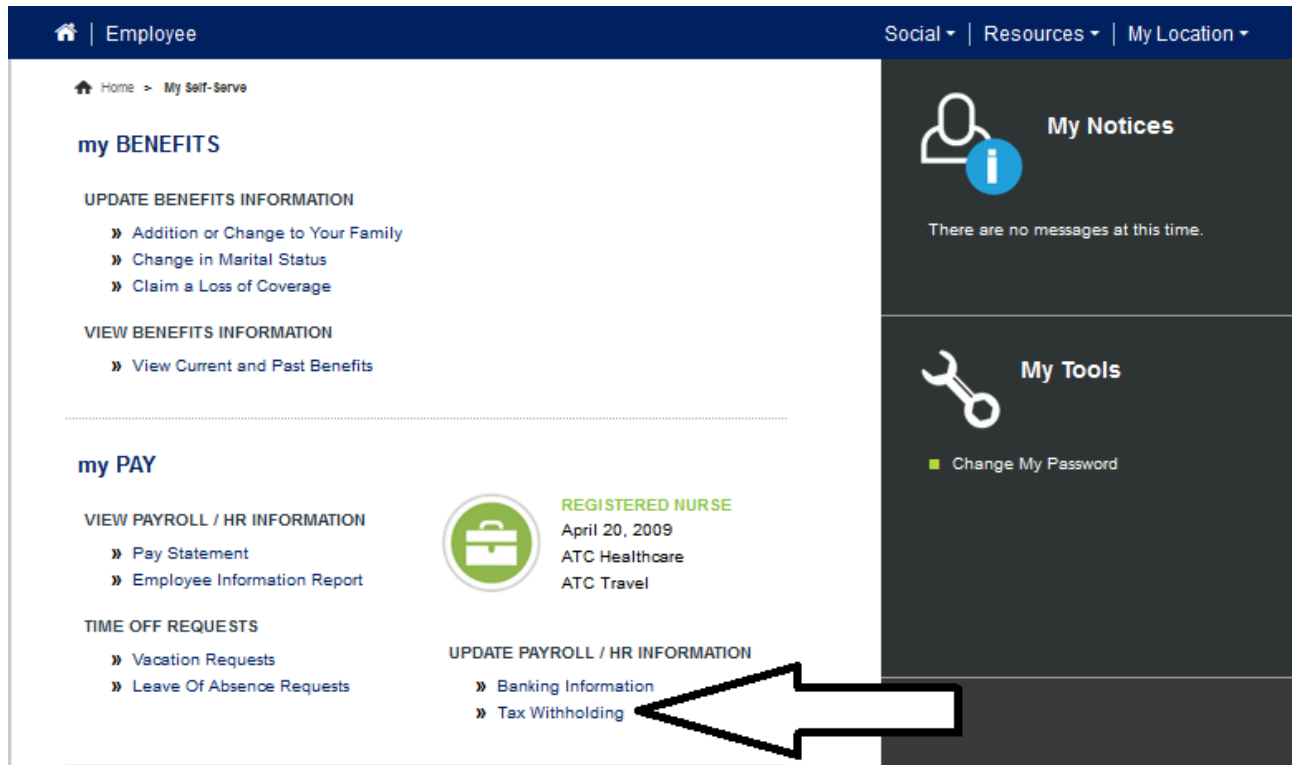 | Employee
Social | Resources | My Location
Home > My Self-Serve
my BENEFITS
UPDATE BENEFITS INFORMATION
» Addition or Change to Your Family
» Change in Marital Status
» Claim a Loss of Coverage
VIEW BENEFITS INFORMATION
» View Current and Past Benefits
my PAY
VIEW PAYROLL / HR INFORMATION
» Pay Statement
» Employee Information Report
TIME OFF REQUESTS
» Vacation Requests
» Leave Of Absence Requests
REGISTERED NURSE
April 20, 2009
ATC Healthcare
ATC Travel
UPDATE PAYROLL / HR INFORMATION
» Banking Information
» Tax Withholding
My Notices
i
There are no messages at this time.
My Tools
Change My Password